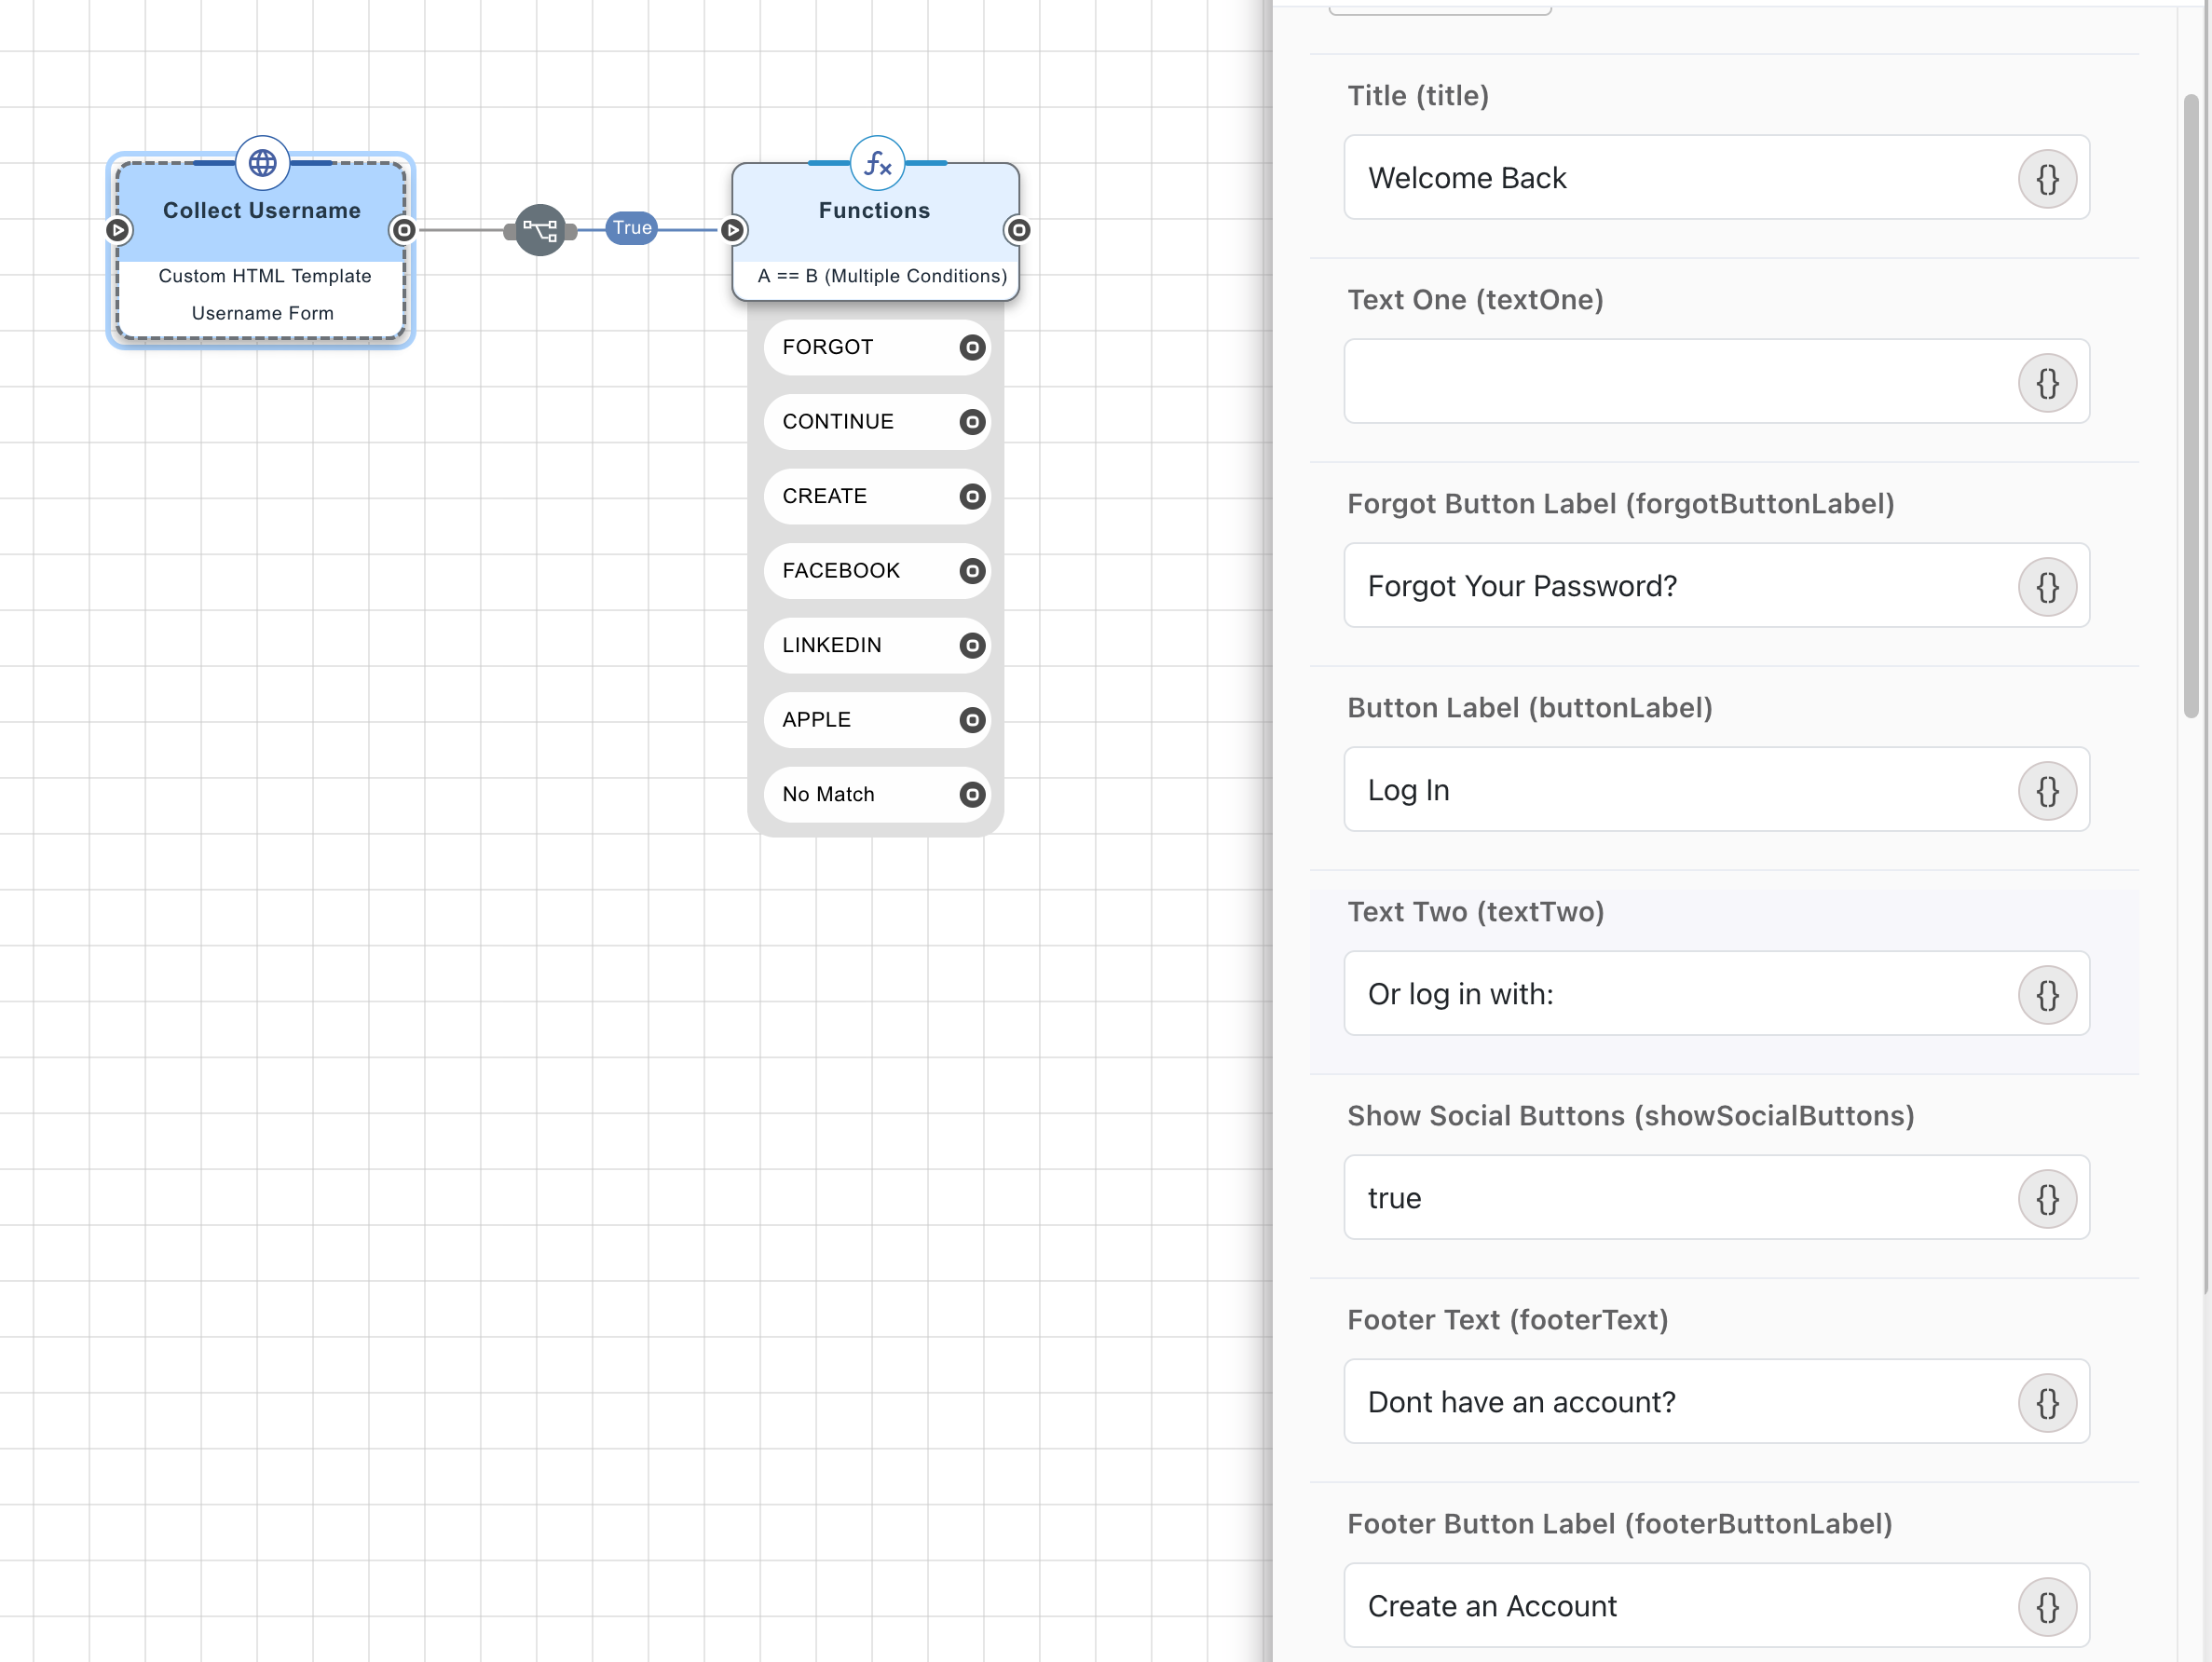 Collect Username
Custom HTML Template
Username Form
True
Functions
A == B (Multiple Conditions)
FORGOT
CONTINUE
CREATE
FACEBOOK
LINKEDIN
APPLE
No Match
Title (title)
Welcome Back
{}
Text One (textOne)
{}
Forgot Button Label (forgotButtonLabel)
Forgot Your Password?
{}
Button Label (buttonLabel)
Log In
{}
Text Two (textTwo)
Or log in with:
{}
Show Social Buttons (showSocialButtons)
true
{}
Footer Text (footerText)
Dont have an account?
{}
Footer Button Label (footerButtonLabel)
Create an Account
{}